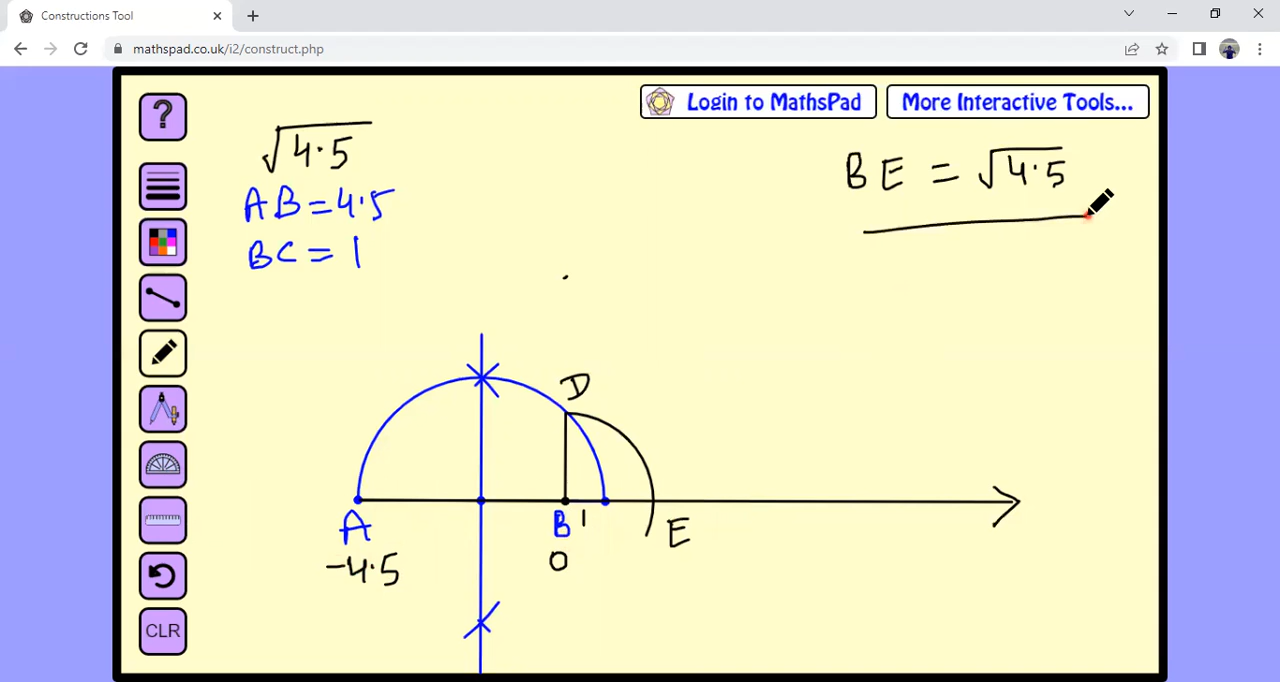 Constructions Tool
mathspad.co.uk/i2/construct.php
?
Login to MathsPad
More Interactive Tools...
√4.5
AB = 4.5
BC = 1
BE = √4.5
D
A
B
1
E
-4.5
0
CLR